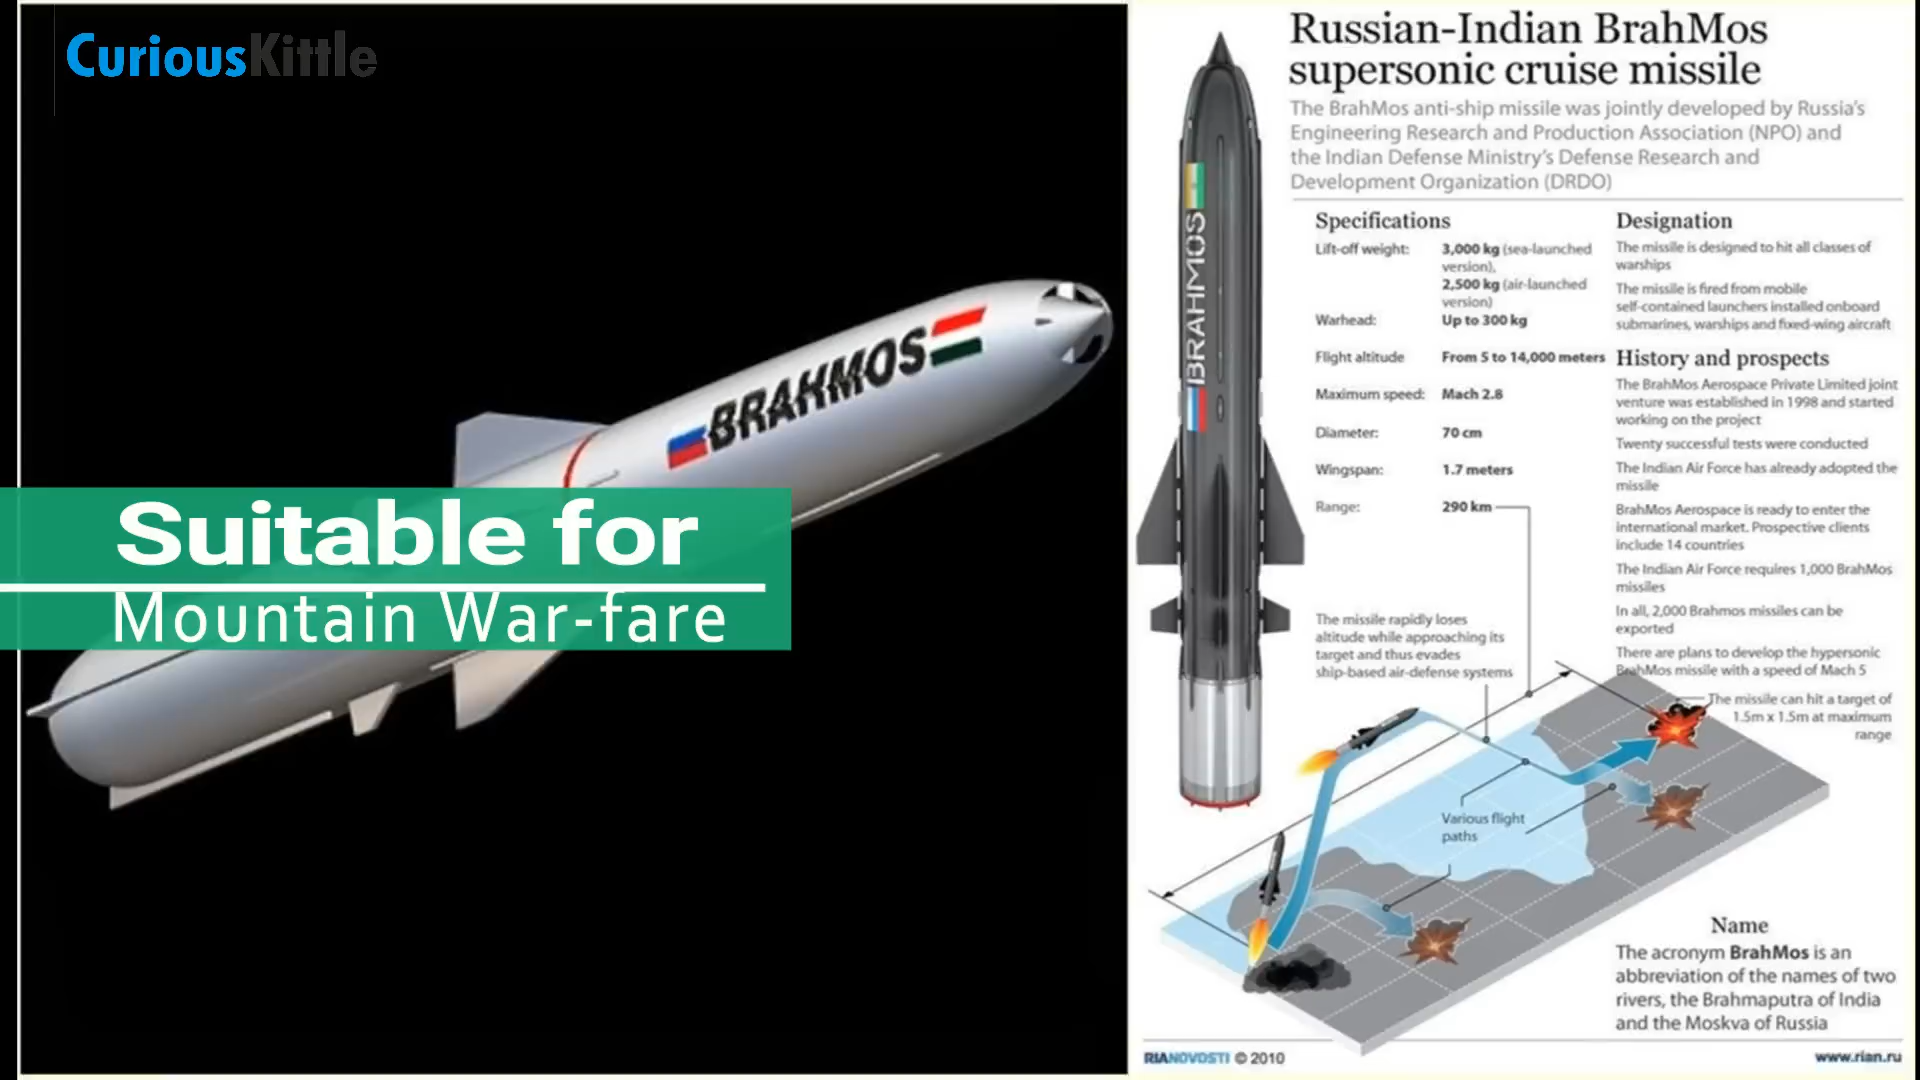 CuriousKittle
BRAHMOS
Suitable for
Mountain War-fare
BRAHMOS
Russian-Indian BrahMos
supersonic cruise missile
The BrahMos anti-ship missile was jointly developed by Russia's
Engineering Research and Production Association (NPO) and
the Indian Defense Ministry's Defense Research and
Development Organization (DRDO)
Specifications
Lift-off weight: 3,000 kg (sea-launched
version),
2,500 kg (air-launched
version)
Warhead: Up to 300 kg
Flight altitude From 5 to 14,000 meters
Maximum speed: Mach 2.8
Diameter: 70 cm
Wingspan: 1.7 meters
Range: 290 km
Designation
The missile is designed to hit all classes of
warships
The missile is fired from mobile
self-contained launchers installed onboard
submarines, warships and fixed-wing aircraft
History and prospects
The BrahMos Aerospace Private Limited joint
venture was established in 1998 and started
working on the project
Twenty successful tests were conducted
The Indian Air Force has already adopted the
missile
BrahMos Aerospace is ready to enter the
international market. Prospective clients
include 14 countries
The Indian Air Force requires 1,000 BrahMos
missiles
In all, 2,000 Brahmos missiles can be
exported
There are plans to develop the hypersonic
BrahMos missile with a speed of Mach 5
The missile rapidly loses
altitude while approaching its
target and thus evades
ship-based air-defense systems
The missile can hit a target of
1.5m x 1.5m at maximum
range
Various flight
paths
Name
The acronym BrahMos is an
abbreviation of the names of two
rivers, the Brahmaputra of India
and the Moskva of Russia
RIANOVOSTI © 2010
www.rian.ru